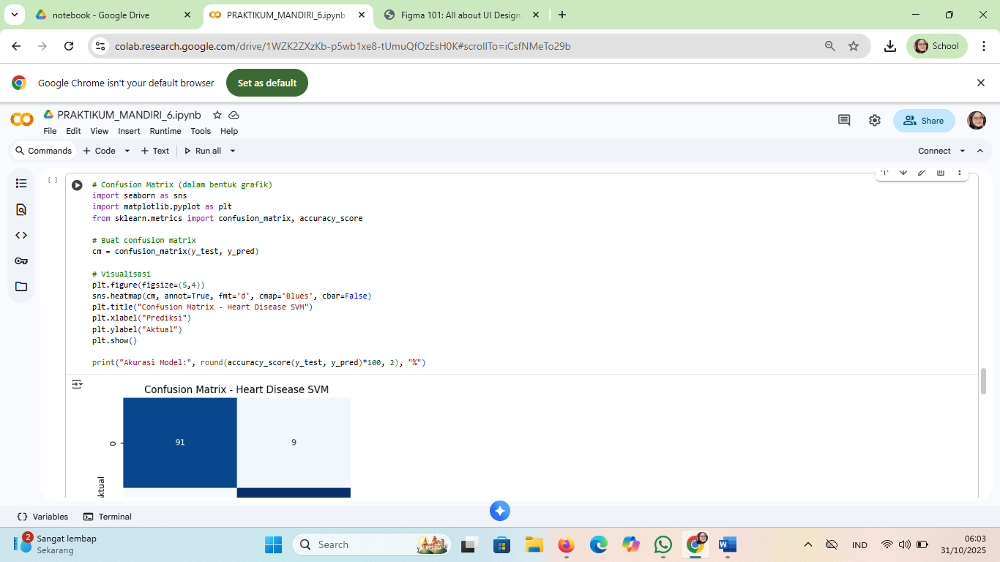 notebook - Google Drive
PRAKTIKUM_MANDIRI_6.ipynb
Figma 101: All about UI Design
colab.research.google.com/drive/1WZK2ZXzKb-p5wb1xe8-tUmuQfOzEsH0K#scrollTo=iCsfNMeTo29b
School
Google Chrome isn't your default browser
Set as default
PRAKTIKUM_MANDIRI_6.ipynb
File Edit View Insert Runtime Tools Help
Share
Commands + Code + Text Run all
Connect
[ ]
# Confusion Matrix (dalam bentuk grafik)
import seaborn as sns
import matplotlib.pyplot as plt
from sklearn.metrics import confusion_matrix, accuracy_score
# Buat confusion matrix
cm = confusion_matrix(y_test, y_pred)
# Visualisasi
plt.figure(figsize=(5,4))
sns.heatmap(cm, annot=True, fmt='d', cmap='Blues', cbar=False)
plt.title("Confusion Matrix - Heart Disease SVM")
plt.xlabel("Prediksi")
plt.ylabel("Aktual")
plt.show()
print("Akurasi Model:", round(accuracy_score(y_test, y_pred)*100, 2), "%")
Confusion Matrix - Heart Disease SVM
0
91
9
ktual
Variables
Terminal
2
Sangat lembap
Sekarang
Search
IND
06:03
31/10/2025